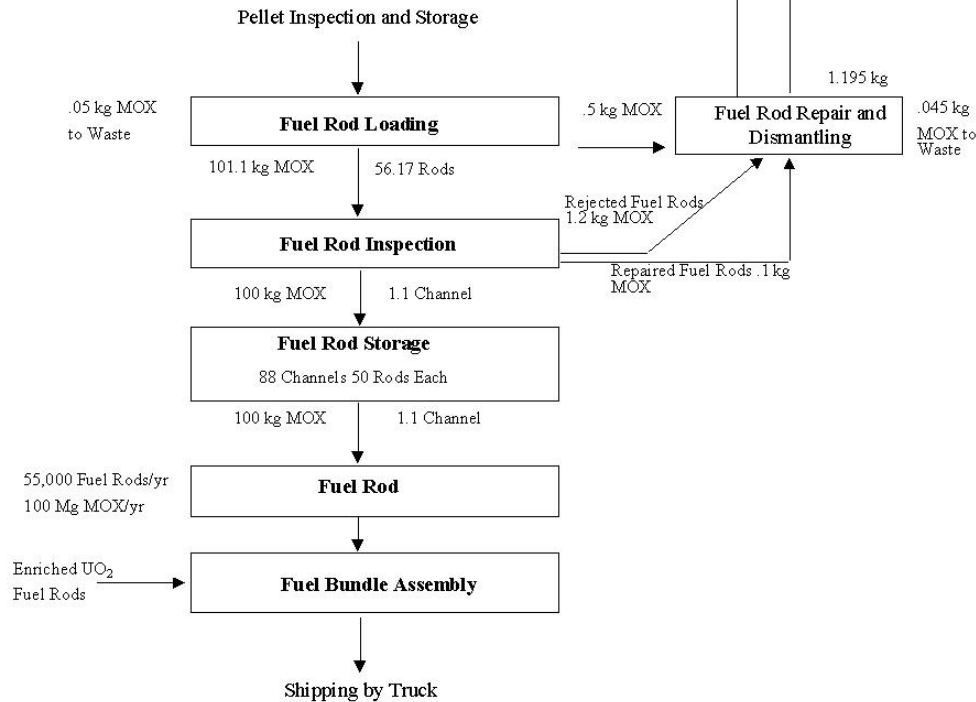 Pellet Inspection and Storage
1.195 kg
.05 kg MOX
to Waste
Fuel Rod Loading
.5 kg MOX
Fuel Rod Repair and
Dismantling
.045 kg
MOX to
Waste
101.1 kg MOX
56.17 Rods
Rejected Fuel Rods
1.2 kg MOX
Fuel Rod Inspection
Repaired Fuel Rods .1 kg
MOX
100 kg MOX
1.1 Channel
Fuel Rod Storage
88 Channels 50 Rods Each
100 kg MOX
1.1 Channel
55,000 Fuel Rods/yr
100 Mg MOX/yr
Fuel Rod
Enriched UO₂
Fuel Rods
Fuel Bundle Assembly
Shipping by Truck